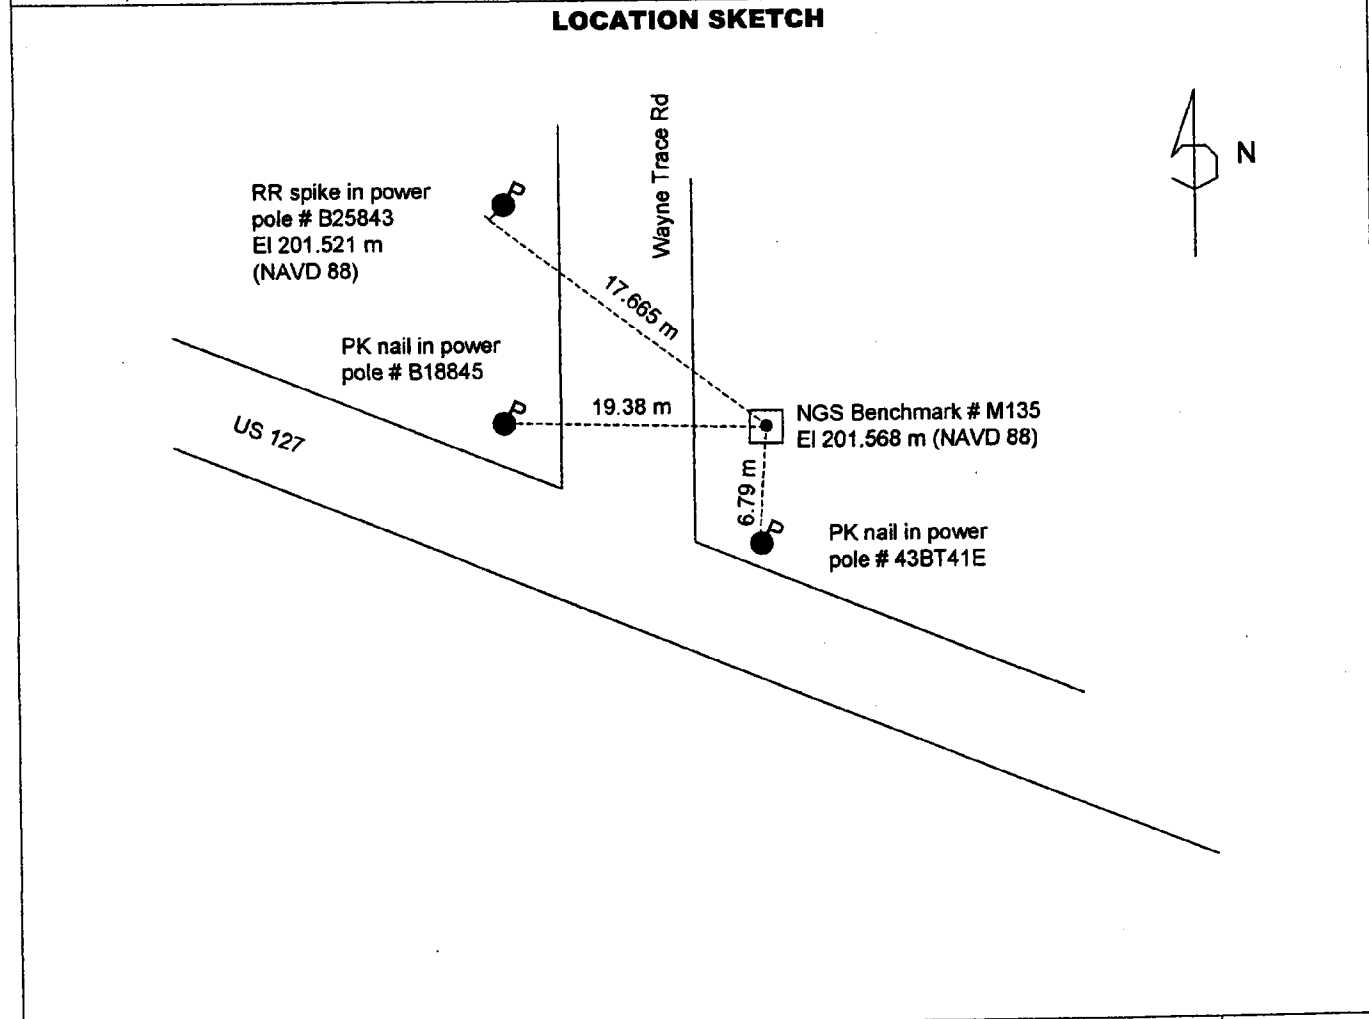 LOCATION SKETCH
Wayne Trace Rd
N
P
RR spike in power
pole # B25843
El 201.521 m
(NAVD 88)
17.665 m
PK nail in power
pole # B18845
P
19.38 m
NGS Benchmark # M135
El 201.568 m (NAVD 88)
US 127
6.79 m
P
PK nail in power
pole # 43BT41E